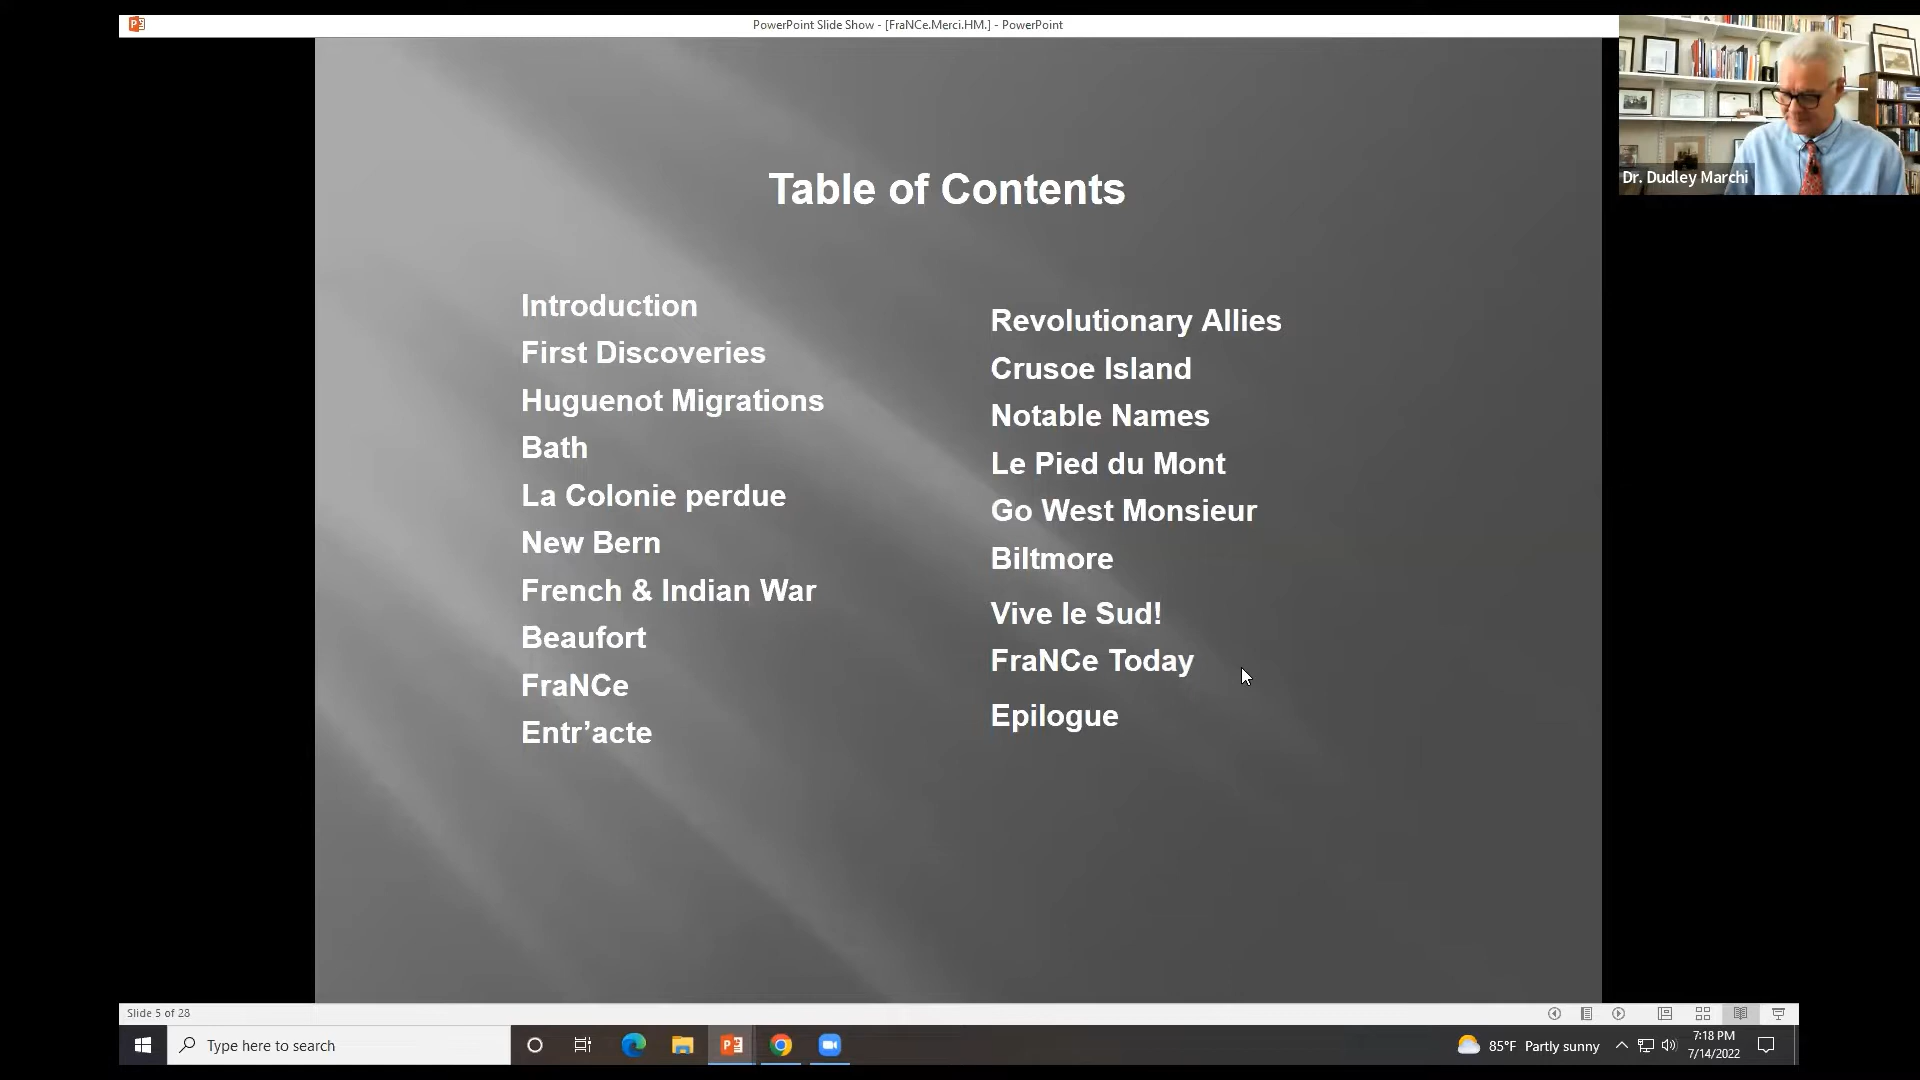 PowerPoint Slide Show - [FraNCe.Merci.HM.] - PowerPoint
Dr. Dudley Marchi
Table of Contents
Introduction
First Discoveries
Huguenot Migrations
Bath
La Colonie perdue
New Bern
French & Indian War
Beaufort
FraNCe
Entr’acte
Revolutionary Allies
Crusoe Island
Notable Names
Le Pied du Mont
Go West Monsieur
Biltmore
Vive le Sud!
FraNCe Today
Epilogue
Slide 5 of 28
Type here to search
85°F Partly sunny
7:18 PM
7/14/2022